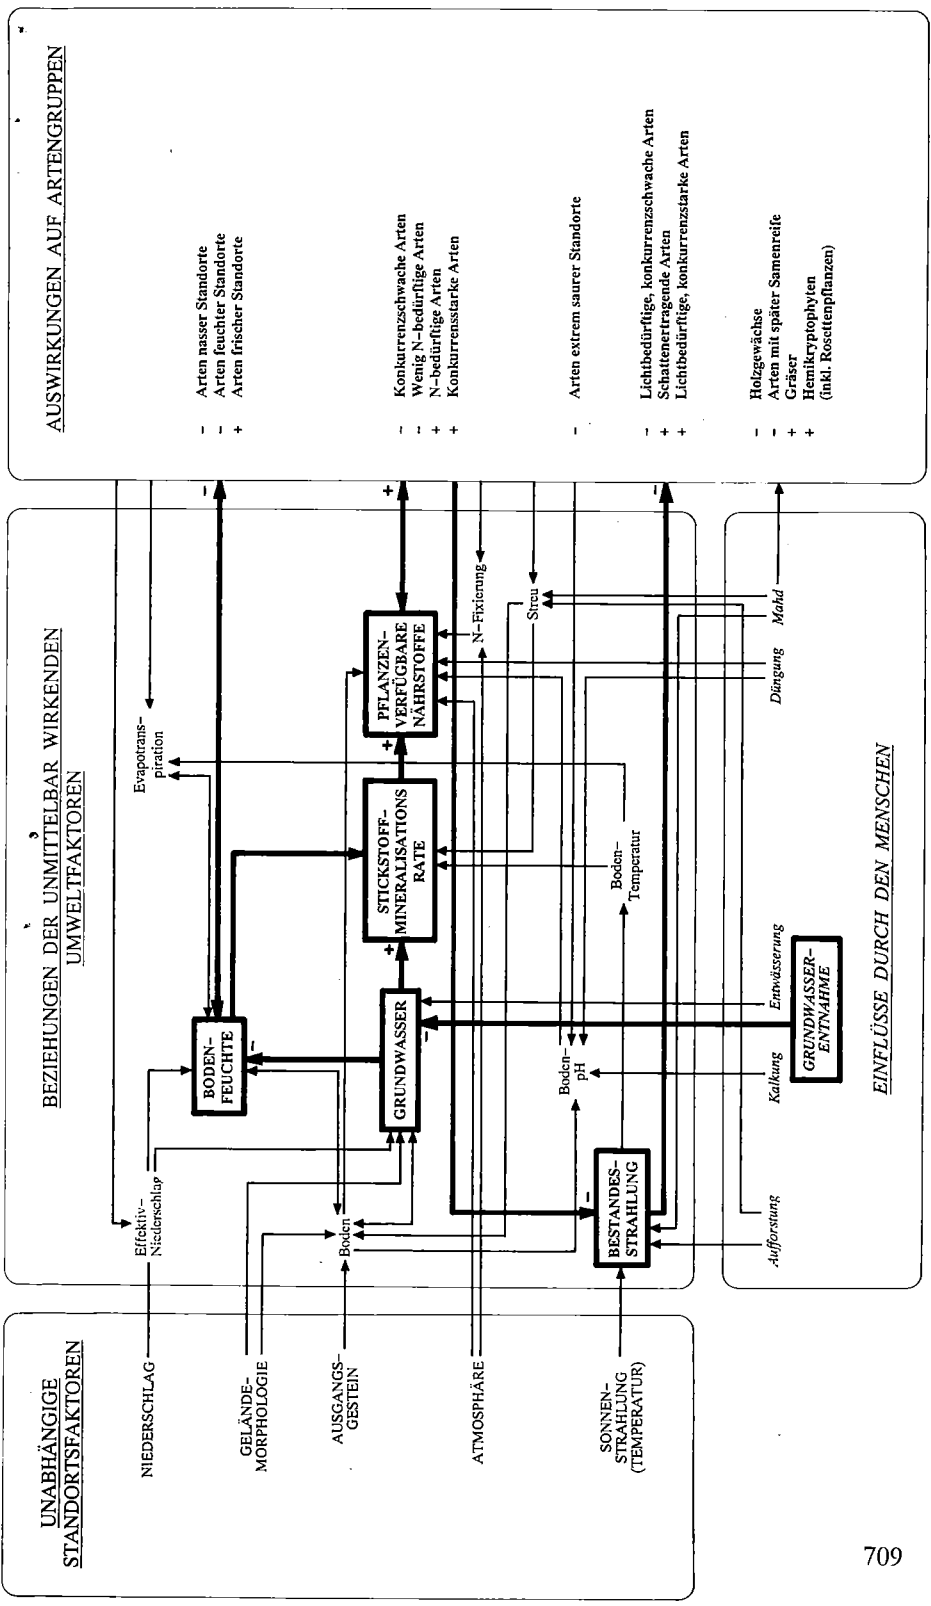 UNABHÄNGIGE
STANDORTSFAKTOREN
NIEDERSCHLAG
GELÄNDE–
MORPHOLOGIE
AUSGANGS–
GESTEIN
ATMOSPHÄRE
SONNEN–
STRAHLUNG
(TEMPERATUR)
BEZIEHUNGEN DER UNMITTELBAR WIRKENDEN
UMWELTFAKTOREN
Effektiv–
Niederschlag
Evapotrans–
piration
BODEN–
FEUCHTE
–
–
Boden
GRUNDWASSER
–
+
STICKSTOFF–
MINERALISATIONS
RATE
+
PFLANZEN–
VERFÜGBARE
NÄHRSTOFFE
+
N–Fixierung
Streu
Boden–
pH
Boden–
Temperatur
BESTANDES–
STRAHLUNG
–
–
AUSWIRKUNGEN AUF ARTENGRUPPEN
– Arten nasser Standorte
– Arten feuchter Standorte
+ Arten frischer Standorte
– Konkurrenzschwache Arten
– Wenig N–bedürftige Arten
+ N–bedürftige Arten
+ Konkurrensstarke Arten
– Arten extrem saurer Standorte
– Lichtbedürftige, konkurrenzschwache Arten
+ Schattenertragende Arten
+ Lichtbedürftige, konkurrenzstarke Arten
– Holzgewächse
– Arten mit später Samenreife
+ Gräser
+ Hemikryptophyten
(inkl. Rosettenpflanzen)
Aufforstung
Kalkung
Entwässerung
Düngung
Mahd
GRUNDWASSER–
ENTNAHME
EINFLÜSSE DURCH DEN MENSCHEN
709